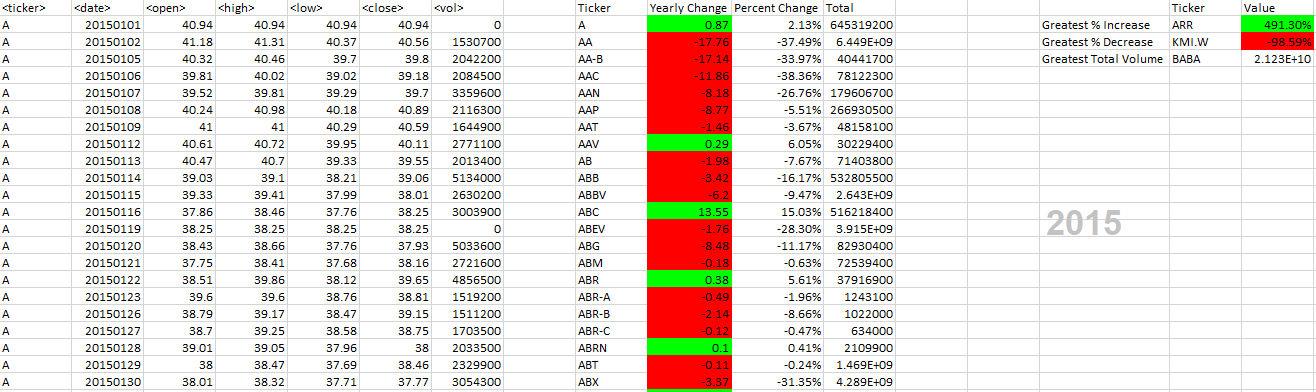 <ticker> <date> <open> <high> <low> <close> <vol> Ticker Yearly Change Percent Change Total Ticker Value
A 20150101 40.94 40.94 40.94 40.94 0 A 0.87 2.13% 645319200 Greatest % Increase ARR 491.30%
A 20150102 41.18 41.31 40.37 40.56 1530700 AA -17.76 -37.49% 6.449E+09 Greatest % Decrease KMI.W -98.59%
A 20150105 40.32 40.46 39.7 39.8 2042200 AA-B -17.14 -33.97% 40441700 Greatest Total Volume BABA 2.123E+10
A 20150106 39.81 40.02 39.02 39.18 2084500 AAC -11.86 -38.36% 78122300
A 20150107 39.52 39.81 39.29 39.7 3359600 AAN -8.18 -26.76% 179606700
A 20150108 40.24 40.98 40.18 40.89 2116300 AAP -8.77 -5.51% 266930500
A 20150109 41 41 40.29 40.59 1644900 AAT -1.46 -3.67% 48158100
A 20150112 40.61 40.72 39.95 40.11 2771100 AAV 0.29 6.05% 30229400
A 20150113 40.47 40.7 39.33 39.55 2013400 AB -1.98 -7.67% 71403800
A 20150114 39.03 39.1 38.21 39.06 5134000 ABB -3.42 -16.17% 532805500
A 20150115 39.33 39.41 37.99 38.01 2630200 ABBV -6.2 -9.47% 2.643E+09
A 20150116 37.86 38.46 37.76 38.25 3003900 ABC 13.55 15.03% 516218400
A 20150119 38.25 38.25 38.25 38.25 0 ABEV -1.76 -28.30% 3.915E+09 2015
A 20150120 38.43 38.66 37.76 37.93 5033600 ABG -8.48 -11.17% 82930400
A 20150121 37.75 38.41 37.68 38.16 2721600 ABM -0.18 -0.63% 72539400
A 20150122 38.51 39.86 38.12 39.65 4856500 ABR 0.38 5.61% 37916900
A 20150123 39.6 39.6 38.76 38.81 1519200 ABR-A -0.49 -1.96% 1243100
A 20150126 38.79 39.17 38.47 39.15 1511200 ABR-B -2.14 -8.66% 1022000
A 20150127 38.7 39.25 38.58 38.75 1703500 ABR-C -0.12 -0.47% 634000
A 20150128 39.01 39.05 37.96 38 2033500 ABRN 0.1 0.41% 2109900
A 20150129 38 38.47 37.69 38.46 2329900 ABT -0.11 -0.24% 1.469E+09
A 20150130 38.01 38.32 37.71 37.77 3054300 ABX -3.37 -31.35% 4.289E+09